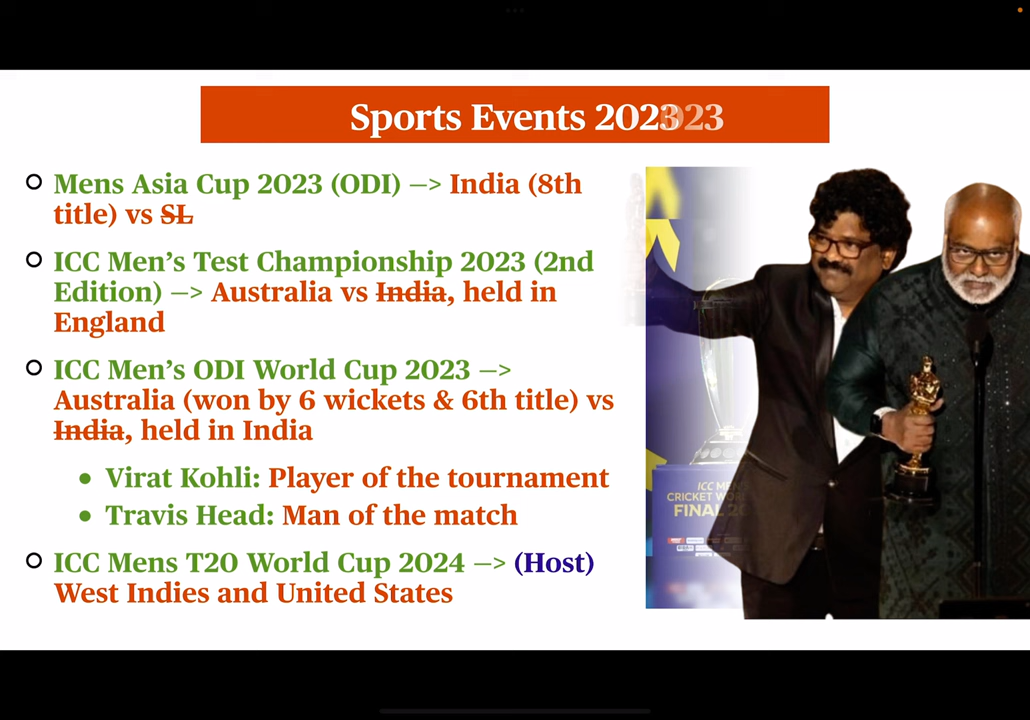 Sports Events 2023
Mens Asia Cup 2023 (ODI) —> India (8th
title) vs SL
ICC Men’s Test Championship 2023 (2nd
Edition) —> Australia vs India, held in
England
ICC Men’s ODI World Cup 2023 —>
Australia (won by 6 wickets & 6th title) vs
India, held in India
• Virat Kohli: Player of the tournament
• Travis Head: Man of the match
ICC Mens T20 World Cup 2024 —> (Host)
West Indies and United States
ICC MEN'S
CRICKET WOR
FINAL 20